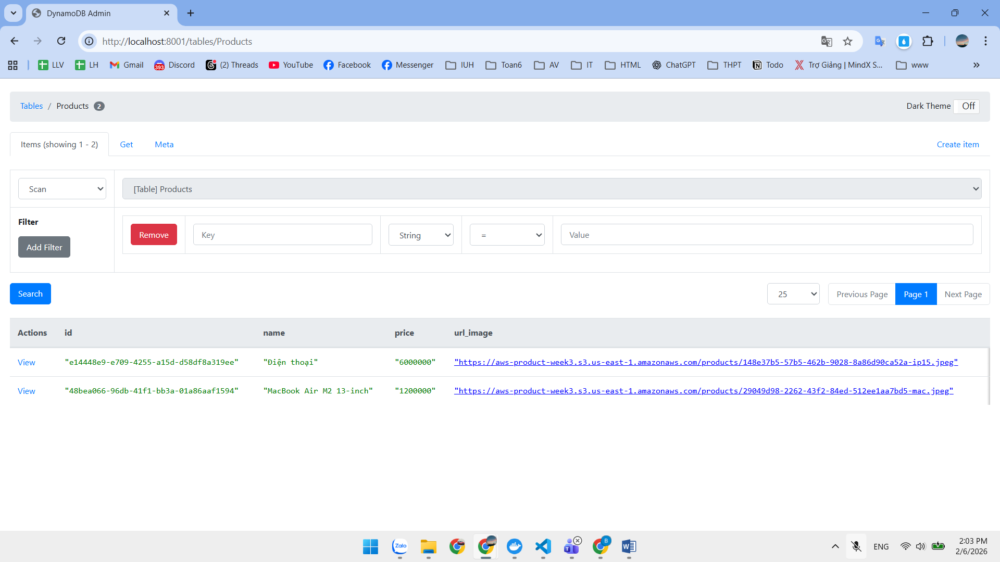 DynamoDB Admin
http://localhost:8001/tables/Products
LLV LH Gmail Discord (2) Threads YouTube Facebook Messenger IUH Toan6 AV IT HTML ChatGPT THPT Todo Trợ Giảng | MindX S... www
393
Tables / Products 2
Dark Theme Off
Items (showing 1 - 2) Get Meta Create item
Scan [Table] Products
Filter
Add Filter
Remove Key String = Value
Search 25 Previous Page Page 1 Next Page
Actions id name price url_image
View "e14448e9-e709-4255-a15d-d58df8a319ee" "Điện thoại" "6000000" "https://aws-product-week3.s3.us-east-1.amazonaws.com/products/148e37b5-57b5-462b-9028-8a86d90ca52a-ip15.jpeg"
View "48bea066-96db-41f1-bb3a-01a86aaf1594" "MacBook Air M2 13-inch" "1200000" "https://aws-product-week3.s3.us-east-1.amazonaws.com/products/29049d98-2262-43f2-84ed-512ee1aa7bd5-mac.jpeg"
Zalo
B
ENG
2:03 PM
2/6/2026